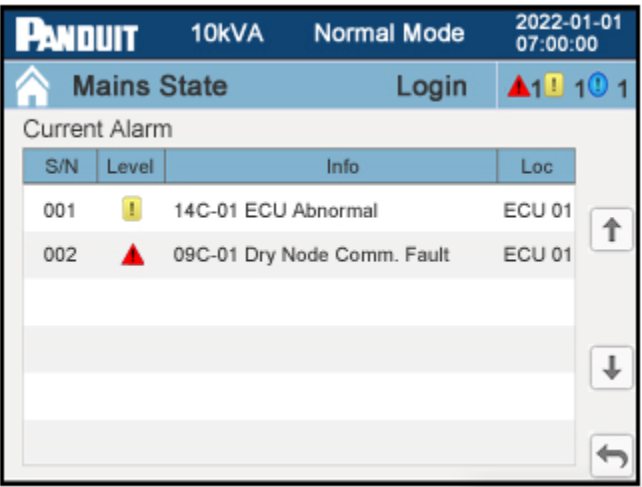 PANDUIT 10kVA Normal Mode 2022-01-01
07:00:00
Mains State Login 1 ! 1 ! 1
Current Alarm
S/N Level Info Loc
001 ! 14C-01 ECU Abnormal ECU 01
002 09C-01 Dry Node Comm. Fault ECU 01